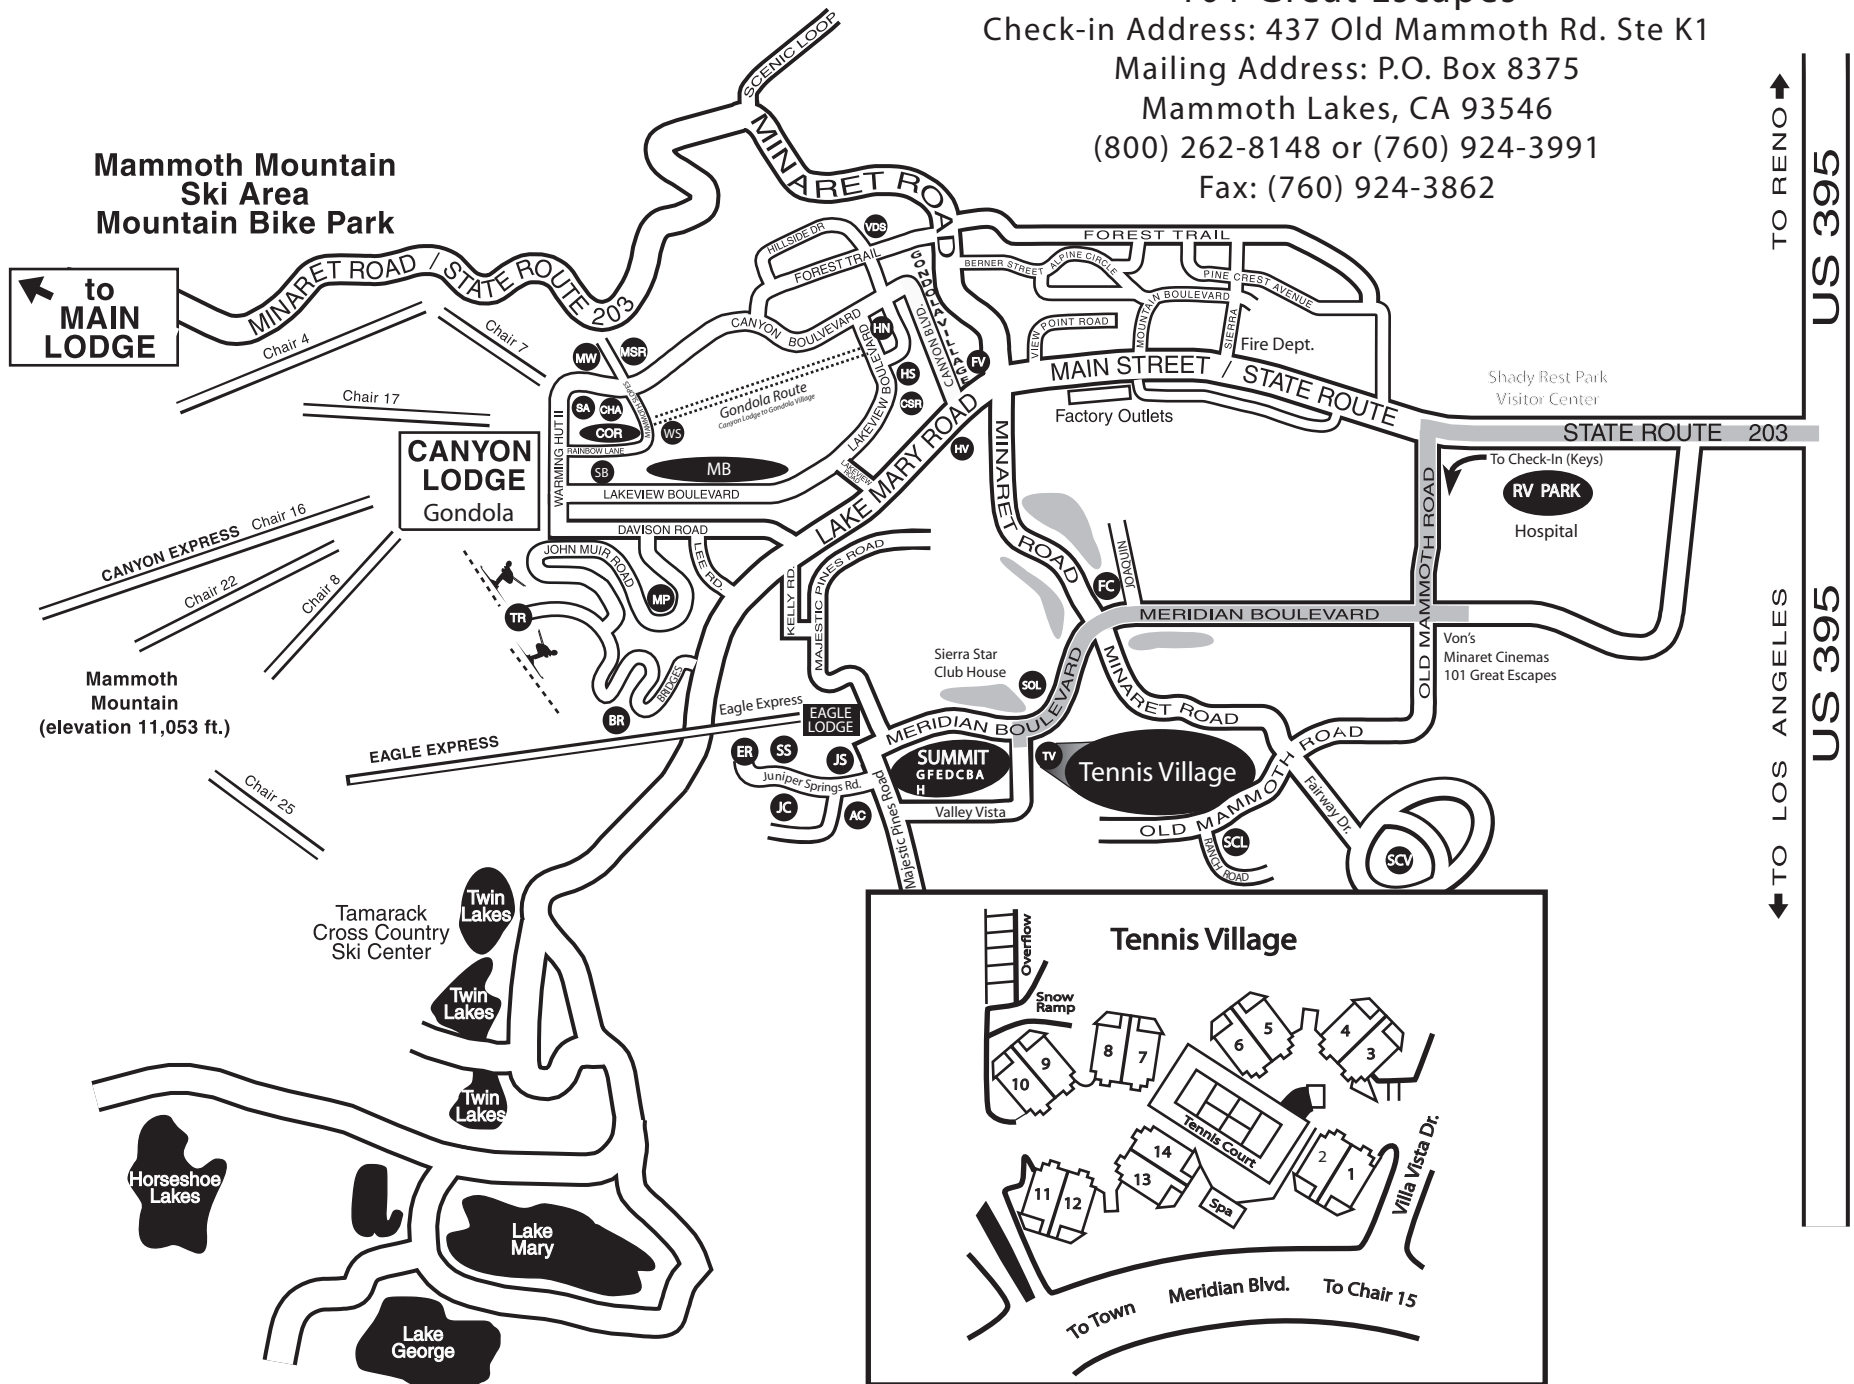 101 Great Escapes
Check-in Address: 437 Old Mammoth Rd. Ste K1
Mailing Address: P.O. Box 8375
Mammoth Lakes, CA 93546
(800) 262-8148 or (760) 924-3991
Fax: (760) 924-3862
Mammoth Mountain
Ski Area
Mountain Bike Park
to
MAIN
LODGE
MINARET ROAD / STATE ROUTE 203
SCENIC LOOP
MINARET ROAD
TO RENO
US 395
VDS
HILLSIDE DR
FOREST TRAIL
FOREST TRAIL
BERNER STREET
ALPINE CIRCLE
PINE CREST AVENUE
MOUNTAIN BOULEVARD
SIERRA
VIEW POINT ROAD
Fire Dept.
GONDOLA VILLAGE
CANYON BLVD.
CANYON BOULVEVARD
HN
HS
CSR
FV
HV
MAIN STREET / STATE ROUTE
Factory Outlets
Shady Rest Park
Visitor Center
STATE ROUTE 203
To Check-In (Keys)
RV PARK
Hospital
Chair 4
Chair 7
Chair 17
MW
MSR
SA
CHA
COR
WS
MAMMOTH SLOPES
RAINBOW LANE
SB
MB
Gondola Route
Canyon Lodge to Gondola Village
LAKEVIEW BOULEVARD
LAKEVIEW ROAD
LAKEVIEW BOULEVARD
WARMING HUT II
CANYON
LODGE
Gondola
LAKE MARY ROAD
DAVISON ROAD
LEE RD.
JOHN MUIR ROAD
MP
TR
BRIDGES
BR
CANYON EXPRESS Chair 16
Chair 22
Chair 8
Mammoth
Mountain
(elevation 11,053 ft.)
KELLY RD.
MAJESTIC PINES ROAD
MINARET ROAD
JOAQUIN
FC
MERIDIAN BOULEVARD
OLD MAMMOTH ROAD
OLD MAMMOTH ROAD
Von's
Minaret Cinemas
101 Great Escapes
US 395
TO LOS ANGELES
Sierra Star
Club House
SOL
MERIDIAN BOULEVARD
MINARET ROAD
EAGLE EXPRESS
Eagle Express
EAGLE
LODGE
ER
SS
JS
Juniper Springs Rd.
JC
AC
Majestic Pines Road
SUMMIT
GFEDCBA
H
Valley Vista
TV
Tennis Village
OLD MAMMOTH ROAD
Fairway Dr.
RANCH ROAD
SCL
SCV
Chair 25
Tamarack
Cross Country
Ski Center
Twin
Lakes
Twin
Lakes
Twin
Lakes
Horseshoe
Lakes
Lake
Mary
Lake
George
Tennis Village
Overflow
Snow
Ramp
10
9
8
7
6
5
4
3
Tennis Court
2
1
14
13
11
12
Spa
Villa Vista Dr.
To Town
Meridian Blvd.
To Chair 15